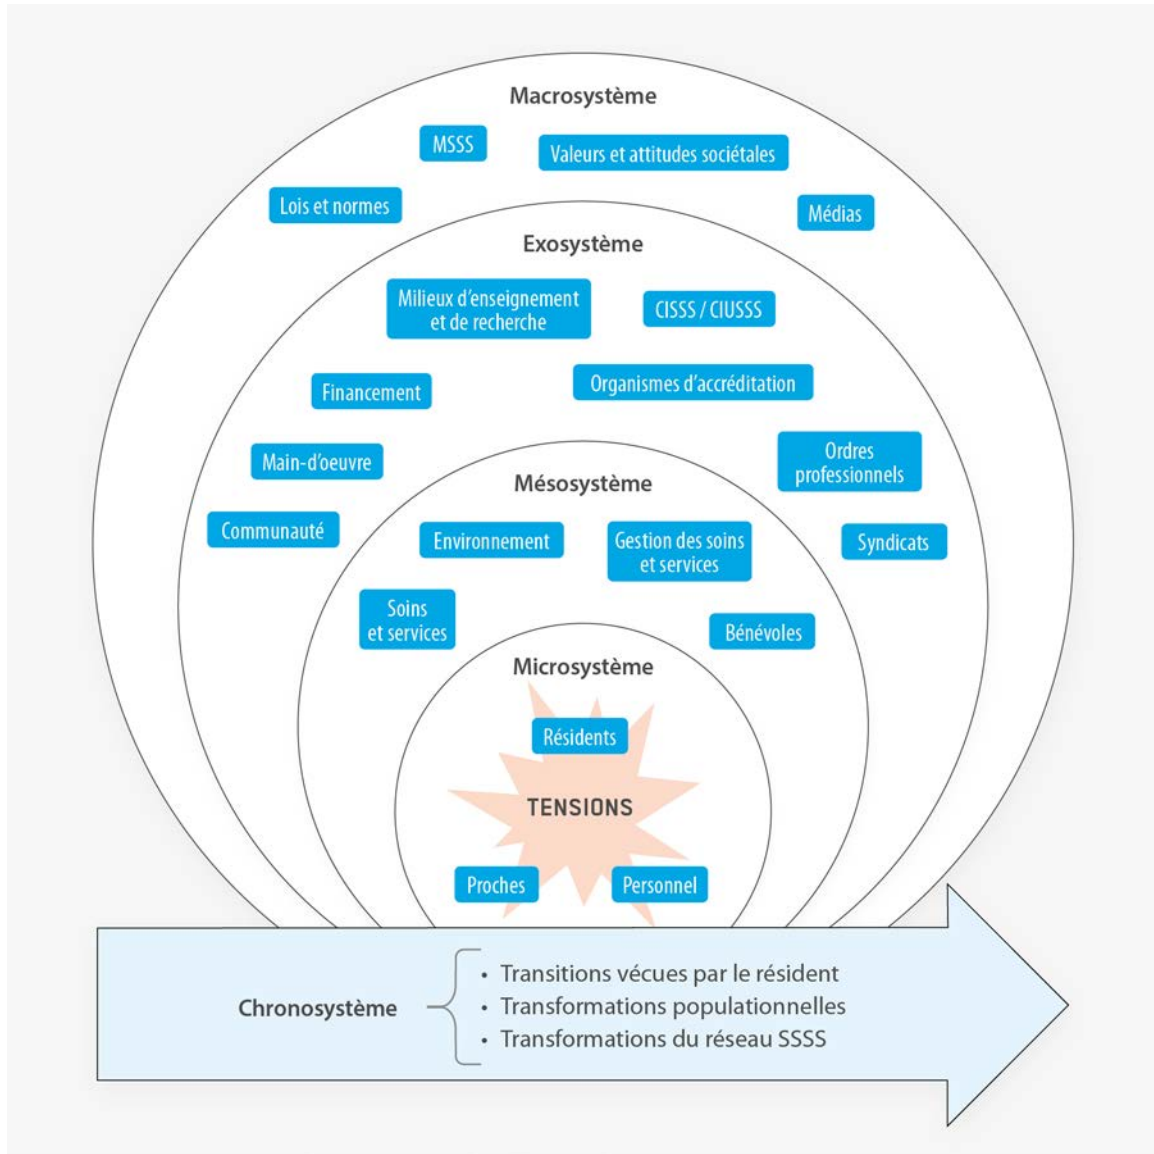 Macrosystème
MSSS
Valeurs et attitudes sociétales
Lois et normes
Médias
Exosystème
Milieux d'enseignement
et de recherche
CISSS / CIUSSS
Financement
Organismes d'accréditation
Main-d'oeuvre
Ordres
professionnels
Communauté
Syndicats
Mésosystème
Environnement
Gestion des soins
et services
Soins
et services
Bénévoles
Microsystème
Résidents
TENSIONS
Proches
Personnel
Chronosystème
• Transitions vécues par le résident
• Transformations populationnelles
• Transformations du réseau SSSS